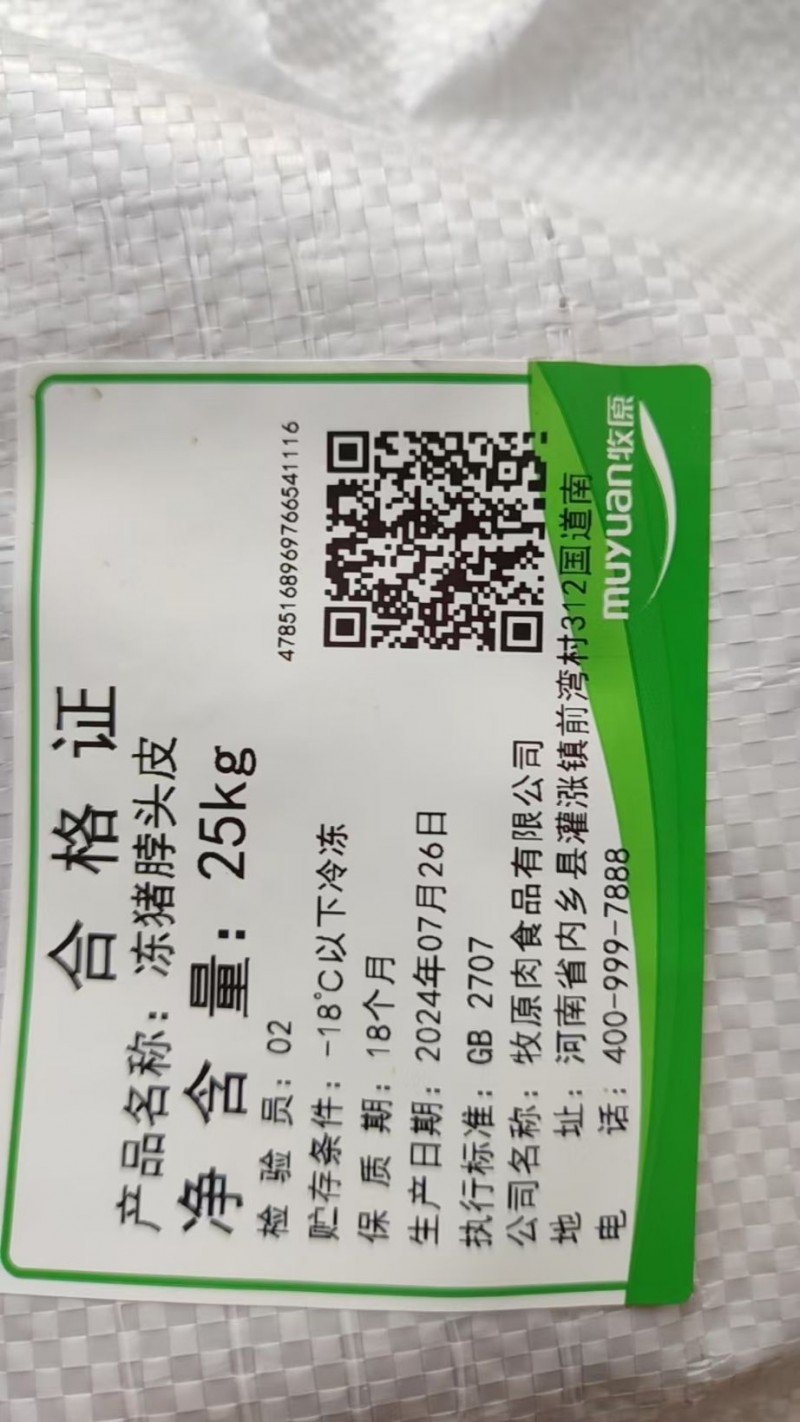 合格证
产品名称：冻猪脖头皮
净含量：25kg
检验员：02
贮存条件：-18℃以下冷冻
保质期：18个月
生产日期：2024年07月26日
执行标准：GB 2707
公司名称：牧原肉食品有限公司
地址：河南省内乡县灌涨镇前湾村312国道南
电话：400-999-7888
4785168969766541116
muyuan牧原